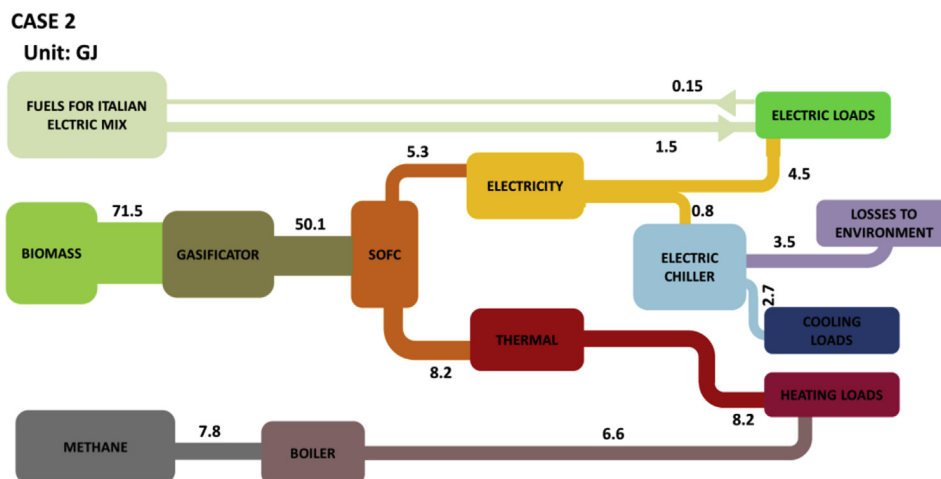 CASE 2
Unit: GJ
FUELS FOR ITALIAN
ELCTRIC MIX
0.15
1.5
ELECTRIC LOADS
5.3
ELECTRICITY
4.5
0.8
71.5
BIOMASS
GASIFICATOR
50.1
SOFC
ELECTRIC
CHILLER
3.5
LOSSES TO
ENVIRONMENT
2.7
COOLING
LOADS
THERMAL
8.2
8.2
HEATING LOADS
METHANE
7.8
BOILER
6.6